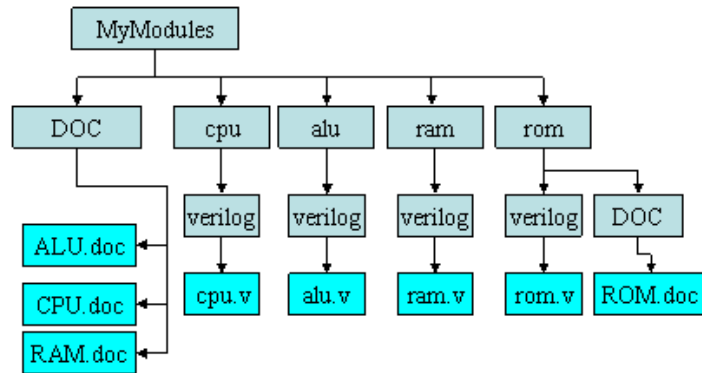 MyModules
DOC
cpu
alu
ram
rom
verilog
verilog
verilog
verilog
DOC
ALU.doc
cpu.v
alu.v
ram.v
rom.v
ROM.doc
CPU.doc
RAM.doc